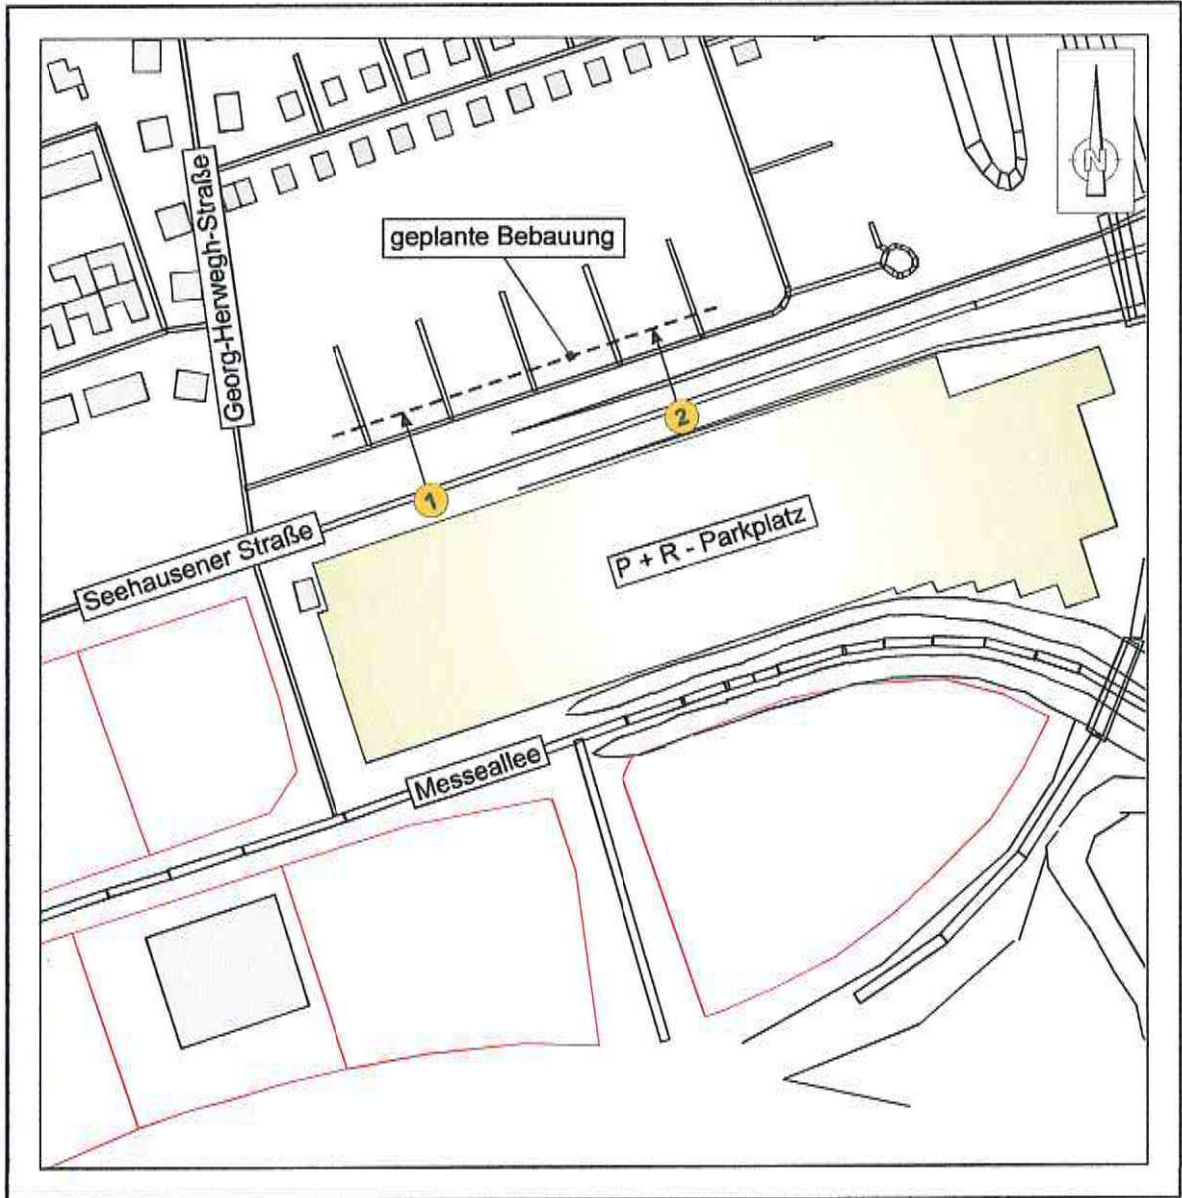 N
Georg-Herwegh-Straße
geplante Bebauung
2
1
P + R - Parkplatz
Seehausener Straße
Messeallee